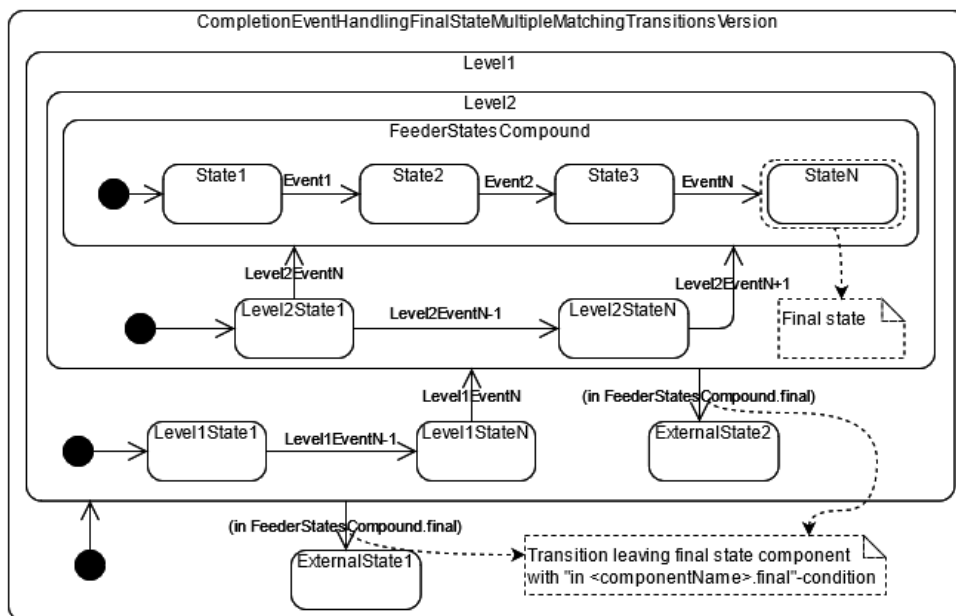 CompletionEventHandlingFinalStateMultipleMatchingTransitionsVersion
Level1
Level2
FeederStatesCompound
State1
Event1
State2
Event2
State3
EventN
StateN
Level2EventN
Level2EventN+1
Level2State1
Level2EventN-1
Level2StateN
Final state
Level1EventN
(in FeederStatesCompound.final)
Level1State1
Level1EventN-1
Level1StateN
ExternalState2
(in FeederStatesCompound.final)
ExternalState1
Transition leaving final state component
with "in <componentName>.final"-condition